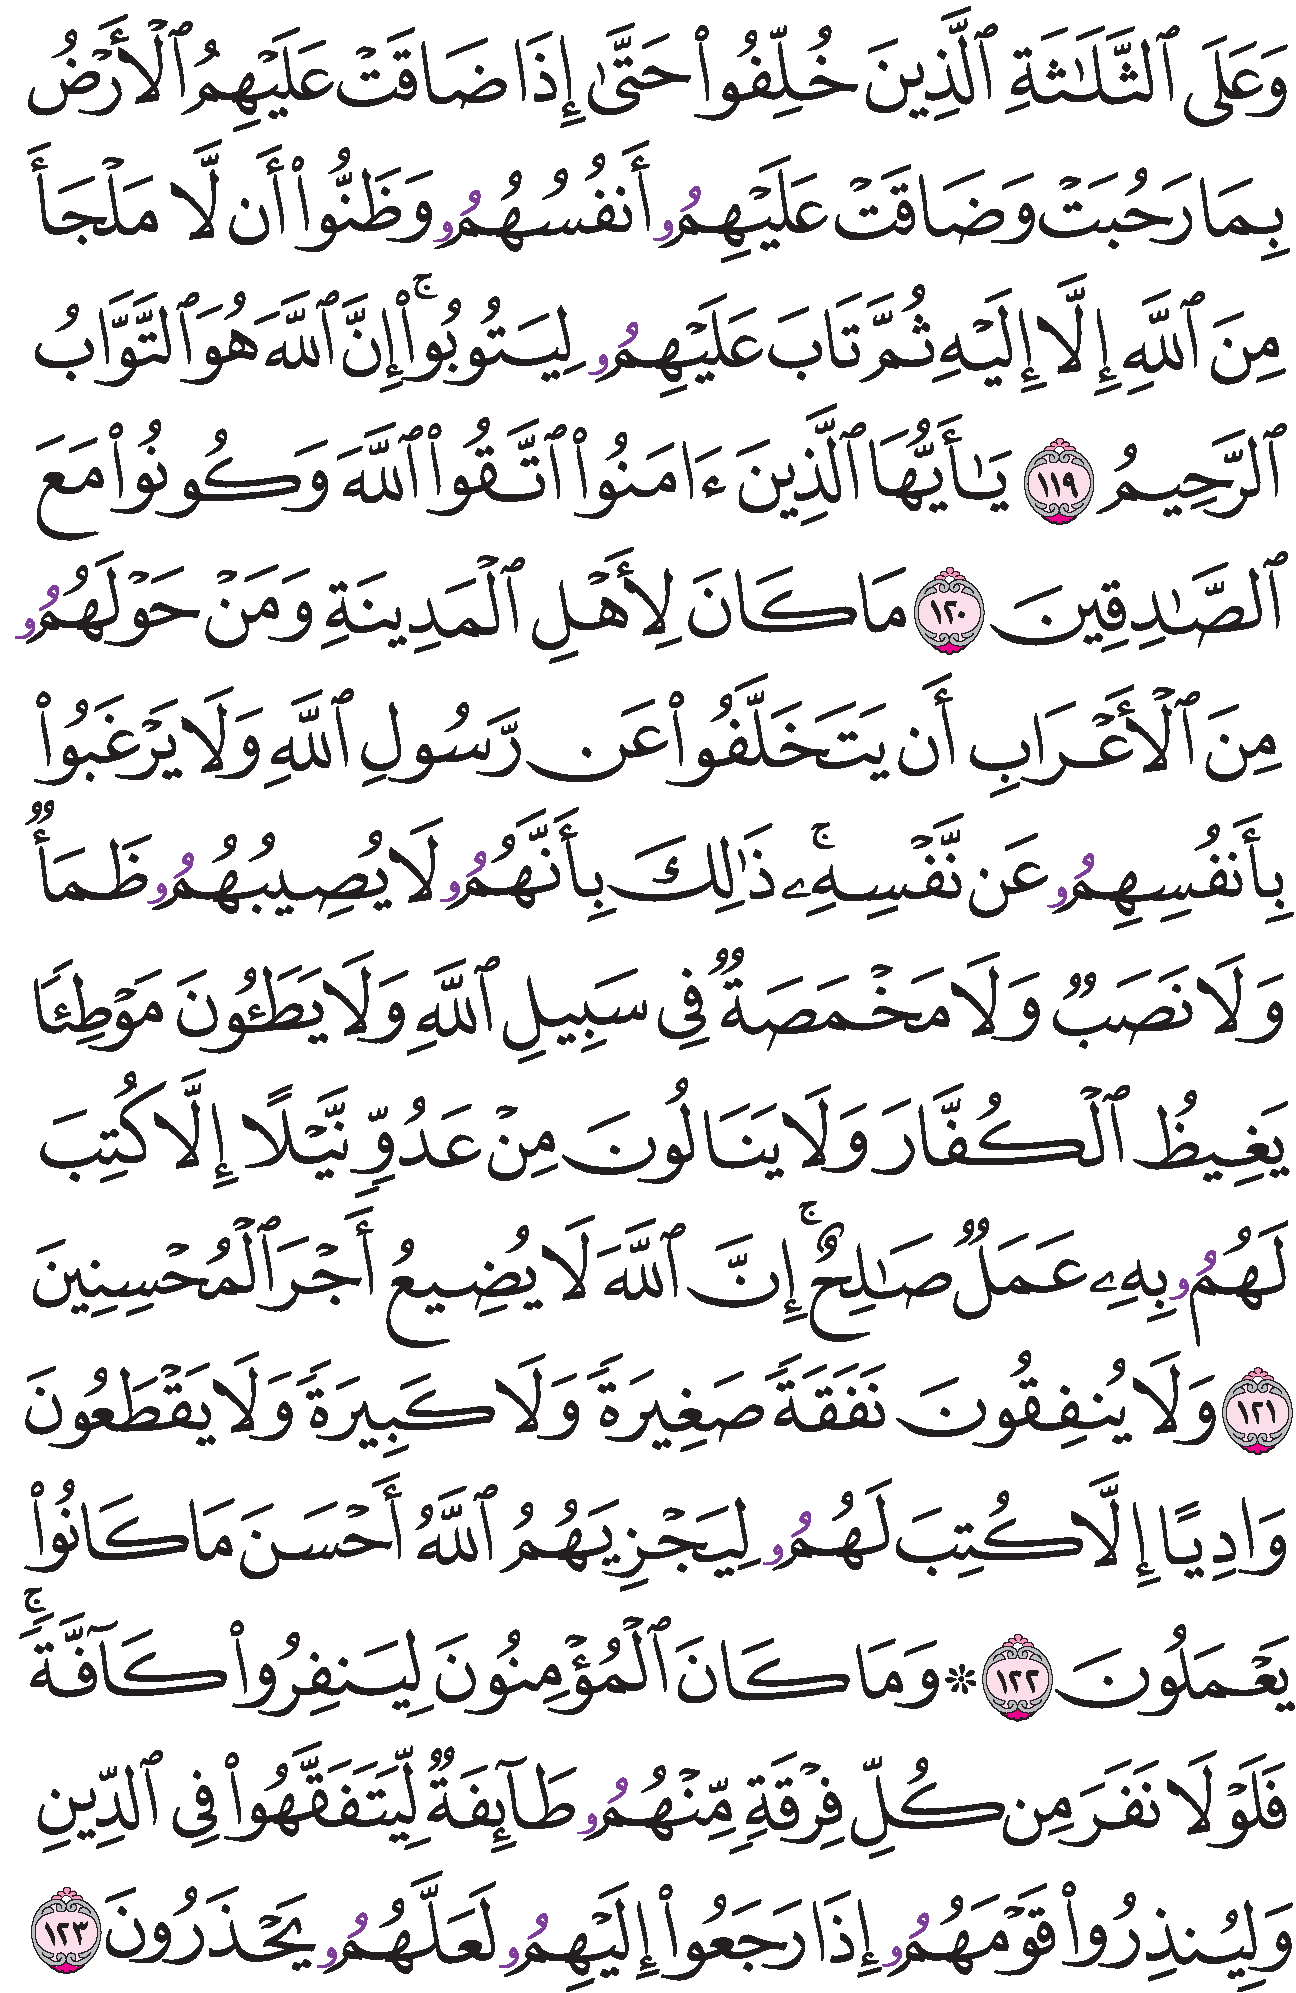 وَعَلَى ٱلثَّلَٰثَةِ ٱلَّذِينَ خُلِّفُوا۟ حَتَّىٰ إِذَا ضَاقَتْ عَلَيْهِمُ ٱلْأَرْضُ
بِمَا رَحُبَتْ وَضَاقَتْ عَلَيْهِمُۥ أَنفُسُهُمُۥ وَظَنُّوا۟ أَن لَّا مَلْجَأَ
مِنَ ٱللَّهِ إِلَّا إِلَيْهِ ثُمَّ تَابَ عَلَيْهِمُۥ لِيَتُوبُوا۟ ۚ إِنَّ ٱللَّهَ هُوَ ٱلتَّوَّابُ
ٱلرَّحِيمُ ١١٩ يَٰأَيُّهَا ٱلَّذِينَ ءَامَنُوا۟ ٱتَّقُوا۟ ٱللَّهَ وَكُونُوا۟ مَعَ
ٱلصَّٰدِقِينَ ١٢٠ مَا كَانَ لِأَهْلِ ٱلْمَدِينَةِ وَمَنْ حَوْلَهُمُۥ
مِنَ ٱلْأَعْرَابِ أَن يَتَخَلَّفُوا۟ عَن رَّسُولِ ٱللَّهِ وَلَا يَرْغَبُوا۟
بِأَنفُسِهِمُۥ عَن نَّفْسِهِۦ ۚ ذَٰلِكَ بِأَنَّهُمُۥ لَا يُصِيبُهُمُۥ ظَمَأٌ
وَلَا نَصَبٌ وَلَا مَخْمَصَةٌ فِى سَبِيلِ ٱللَّهِ وَلَا يَطَـُٔونَ مَوْطِئًا
يَغِيظُ ٱلْكُفَّارَ وَلَا يَنَالُونَ مِنْ عَدُوٍّ نَّيْلًا إِلَّا كُتِبَ
لَهُمُۥ بِهِۦ عَمَلٌ صَٰلِحٌ ۚ إِنَّ ٱللَّهَ لَا يُضِيعُ أَجْرَ ٱلْمُحْسِنِينَ
١٢١ وَلَا يُنفِقُونَ نَفَقَةً صَغِيرَةً وَلَا كَبِيرَةً وَلَا يَقْطَعُونَ
وَادِيًا إِلَّا كُتِبَ لَهُمُۥ لِيَجْزِيَهُمُ ٱللَّهُ أَحْسَنَ مَا كَانُوا۟
يَعْمَلُونَ ١٢٢ ۞ وَمَا كَانَ ٱلْمُؤْمِنُونَ لِيَنفِرُوا۟ كَآفَّةً ۚ
فَلَوْلَا نَفَرَ مِن كُلِّ فِرْقَةٍ مِّنْهُمُۥ طَآئِفَةٌ لِّيَتَفَقَّهُوا۟ فِى ٱلدِّينِ
وَلِيُنذِرُوا۟ قَوْمَهُمُۥ إِذَا رَجَعُوا۟ إِلَيْهِمُۥ لَعَلَّهُمُۥ يَحْذَرُونَ ١٢٣